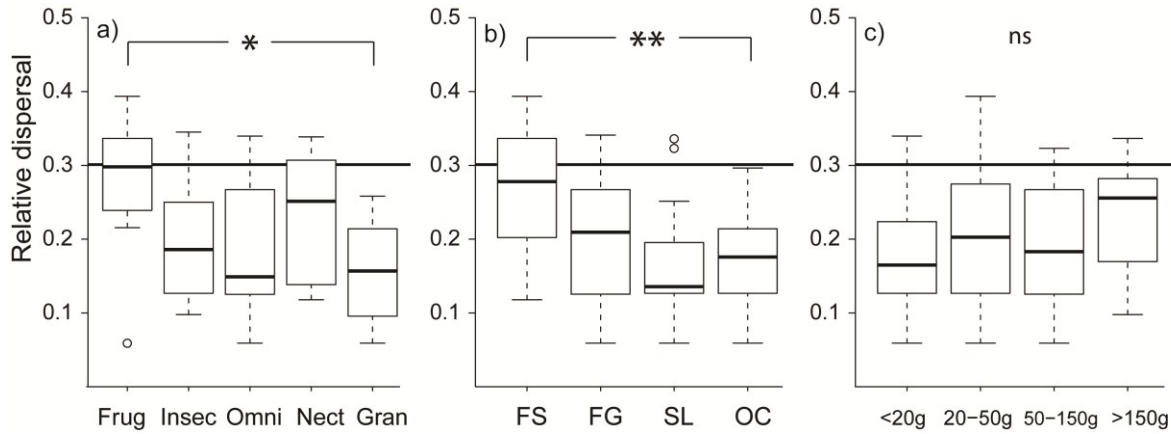 a)
*
Relative dispersal
0.5
0.4
0.3
0.2
0.1
Frug Insec Omni Nect Gran
b)
**
0.5
0.4
0.3
0.2
0.1
FS FG SL OC
c)
ns
0.5
0.4
0.3
0.2
0.1
<20g 20−50g 50−150g >150g